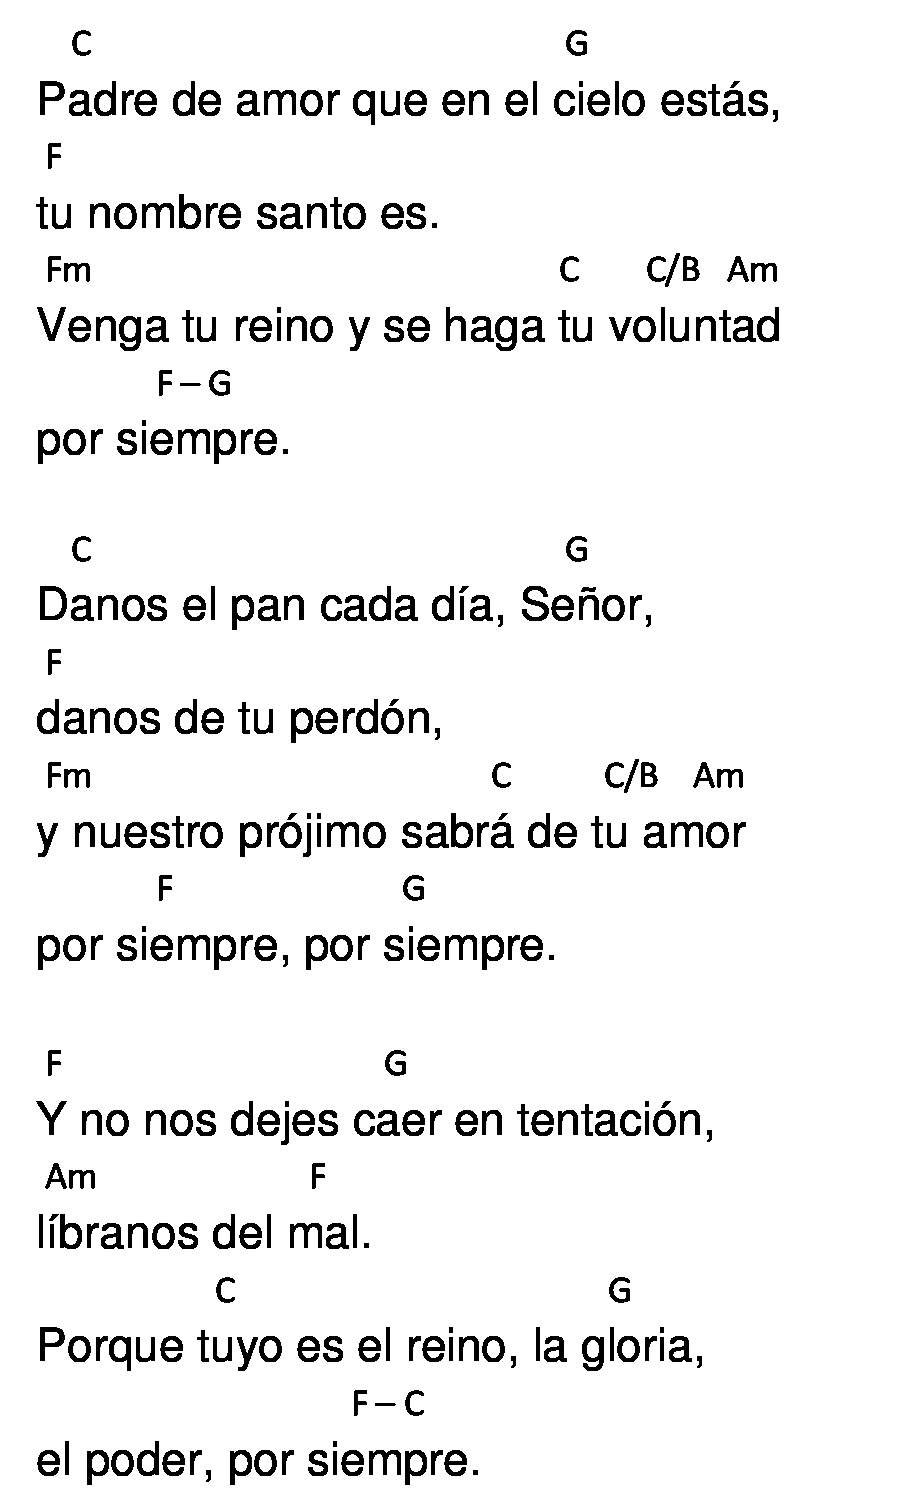 C G
Padre de amor que en el cielo estás,
F
tu nombre santo es.
Fm C C/B Am
Venga tu reino y se haga tu voluntad
F – G
por siempre.
C G
Danos el pan cada día, Señor,
F
danos de tu perdón,
Fm C C/B Am
y nuestro prójimo sabrá de tu amor
F G
por siempre, por siempre.
F G
Y no nos dejes caer en tentación,
Am F
líbranos del mal.
C G
Porque tuyo es el reino, la gloria,
F – C
el poder, por siempre.